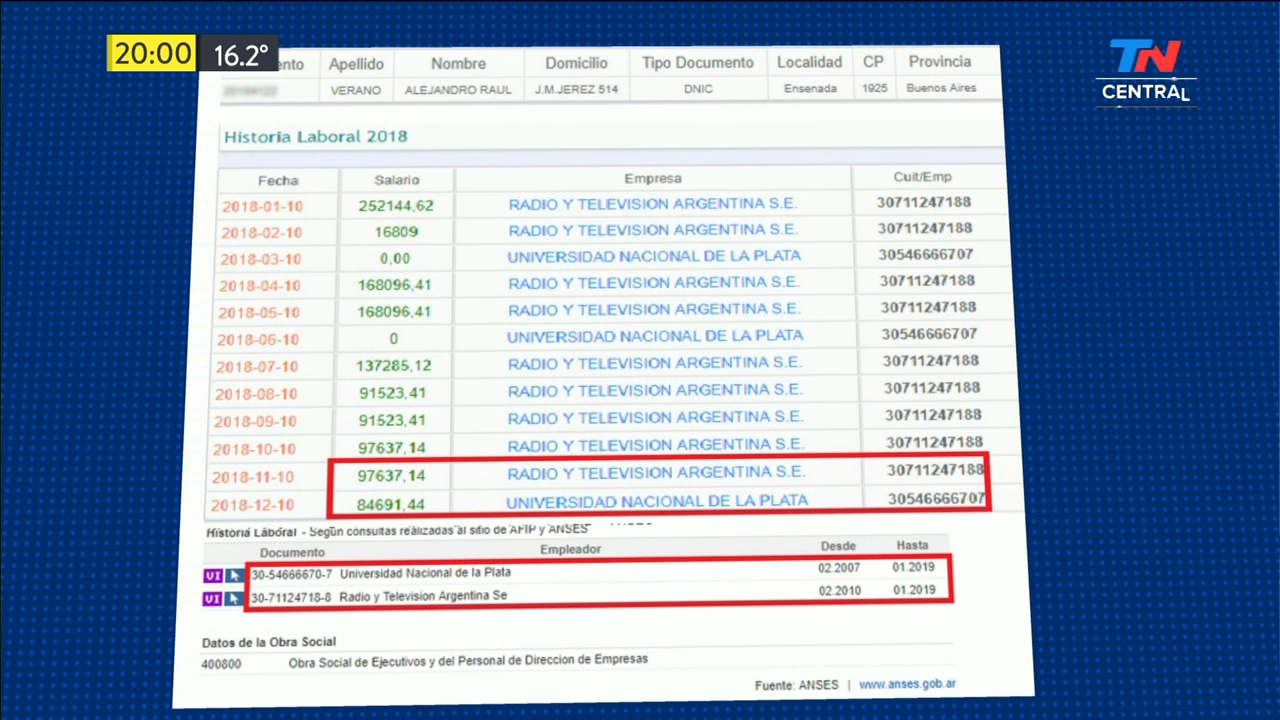 20:00 16.2°
TN
CENTRAL
ento Apellido Nombre Domicilio Tipo Documento Localidad CP Provincia
VERANO ALEJANDRO RAUL J.M.JEREZ 514 DNIC Ensenada 1925 Buenos Aires
Historia Laboral 2018
Fecha Salario Empresa Cuit/Emp
2018-01-10 252144,62 RADIO Y TELEVISION ARGENTINA S.E. 30711247188
2018-02-10 16809 RADIO Y TELEVISION ARGENTINA S.E. 30711247188
2018-03-10 0,00 UNIVERSIDAD NACIONAL DE LA PLATA 30546666707
2018-04-10 168096,41 RADIO Y TELEVISION ARGENTINA S.E. 30711247188
2018-05-10 168096,41 RADIO Y TELEVISION ARGENTINA S.E. 30711247188
2018-06-10 0 UNIVERSIDAD NACIONAL DE LA PLATA 30546666707
2018-07-10 137285,12 RADIO Y TELEVISION ARGENTINA S.E. 30711247188
2018-08-10 91523,41 RADIO Y TELEVISION ARGENTINA S.E. 30711247188
2018-09-10 91523,41 RADIO Y TELEVISION ARGENTINA S.E. 30711247188
2018-10-10 97637,14 RADIO Y TELEVISION ARGENTINA S.E. 30711247188
2018-11-10 97637,14 RADIO Y TELEVISION ARGENTINA S.E. 30711247188
2018-12-10 84691,44 UNIVERSIDAD NACIONAL DE LA PLATA 30546666707
Historia Laboral - Según consultas realizadas al sitio de AFIP y ANSES
Documento Empleador Desde Hasta
VI 30-54666670-7 Universidad Nacional de la Plata 02.2007 01.2019
VI 30-71124718-8 Radio y Television Argentina Se 02.2010 01.2019
Datos de la Obra Social
400800 Obra Social de Ejecutivos y del Personal de Direccion de Empresas
Fuente: ANSES | www.anses.gob.ar